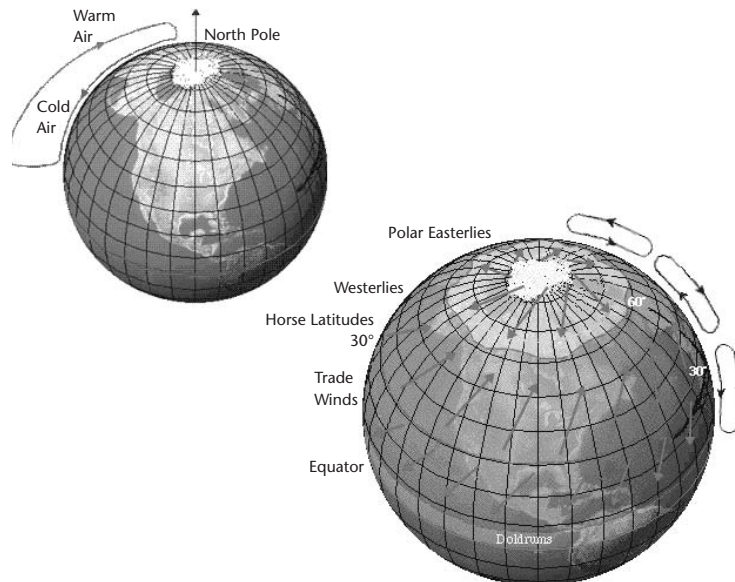 Warm
Air
North Pole
Cold
Air
Polar Easterlies
Westerlies
60°
Horse Latitudes
30°
30°
Trade
Winds
Equator
Doldrums